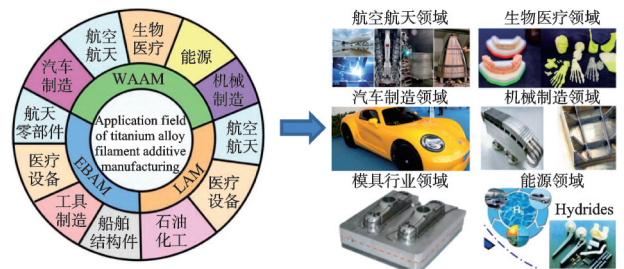 航空
航天
生物
医疗
能源
汽车
制造
WAAM
机械
制造
航天
零部件
Application field
of titanium alloy
filament additive
manufacturing
航空
航天
EBAM
LAM
医疗
设备
医疗
设备
工具
制造
船舶
结构件
石油
化工
航空航天领域
生物医疗领域
汽车制造领域
机械制造领域
模具行业领域
能源领域
H
Hydrides